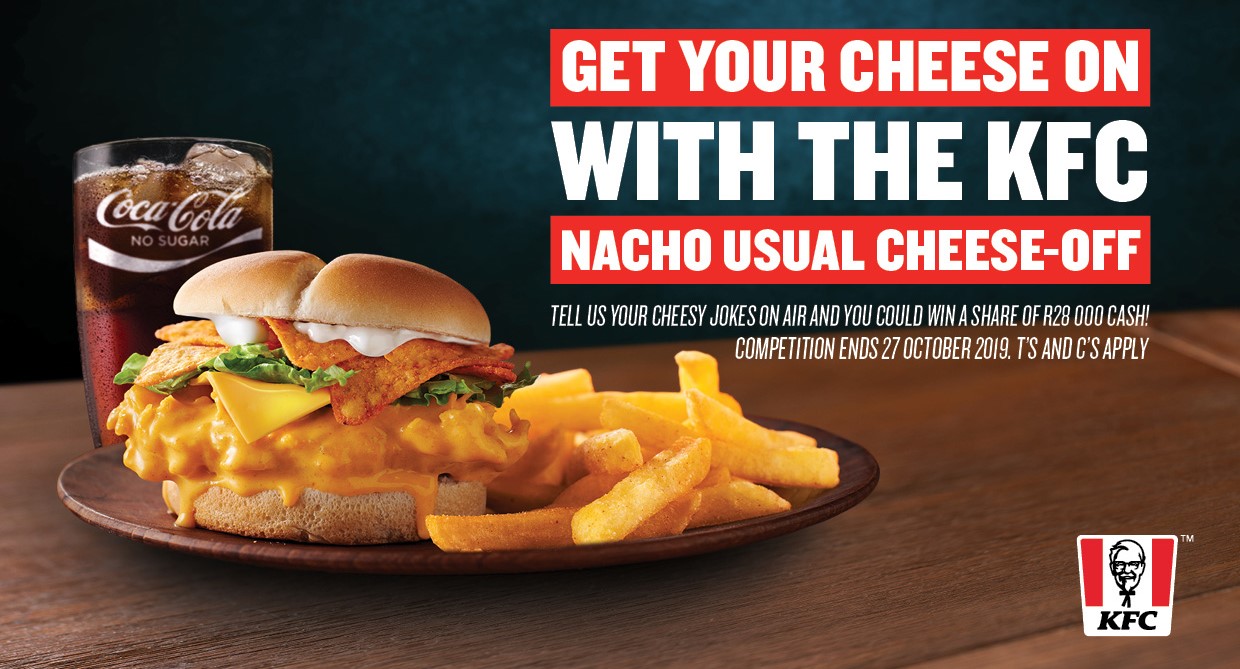 GET YOUR CHEESE ON
WITH THE KFC
NACHO USUAL CHEESE-OFF
TELL US YOUR CHEESY JOKES ON AIR AND YOU COULD WIN A SHARE OF R28 000 CASH!
COMPETITION ENDS 27 OCTOBER 2019. T'S AND C'S APPLY
Coca-Cola
NO SUGAR
KFC
TM